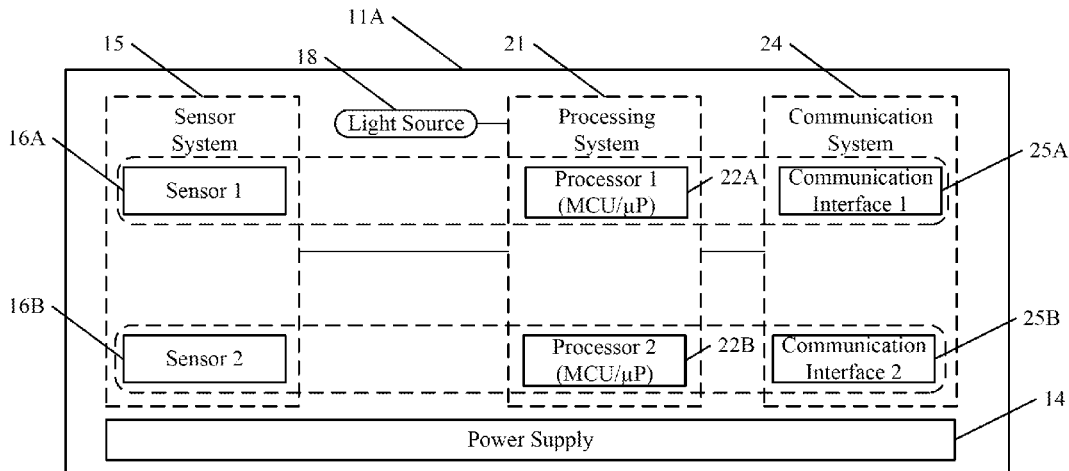 11A
15
18
21
24
Sensor
System
Light Source
Processing
System
Communication
System
16A
Sensor 1
Processor 1
(MCU/µP)
22A
Communication
Interface 1
25A
16B
Sensor 2
Processor 2
(MCU/µP)
22B
Communication
Interface 2
25B
14
Power Supply